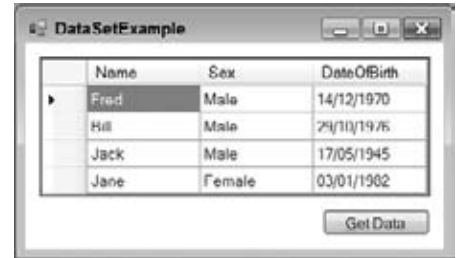 DataSetExample
Name Sex DateOfBirth
Fred Male 14/12/1970
Bill Male 29/10/1976
Jack Male 17/05/1945
Jane Female 03/01/1982
Get Data